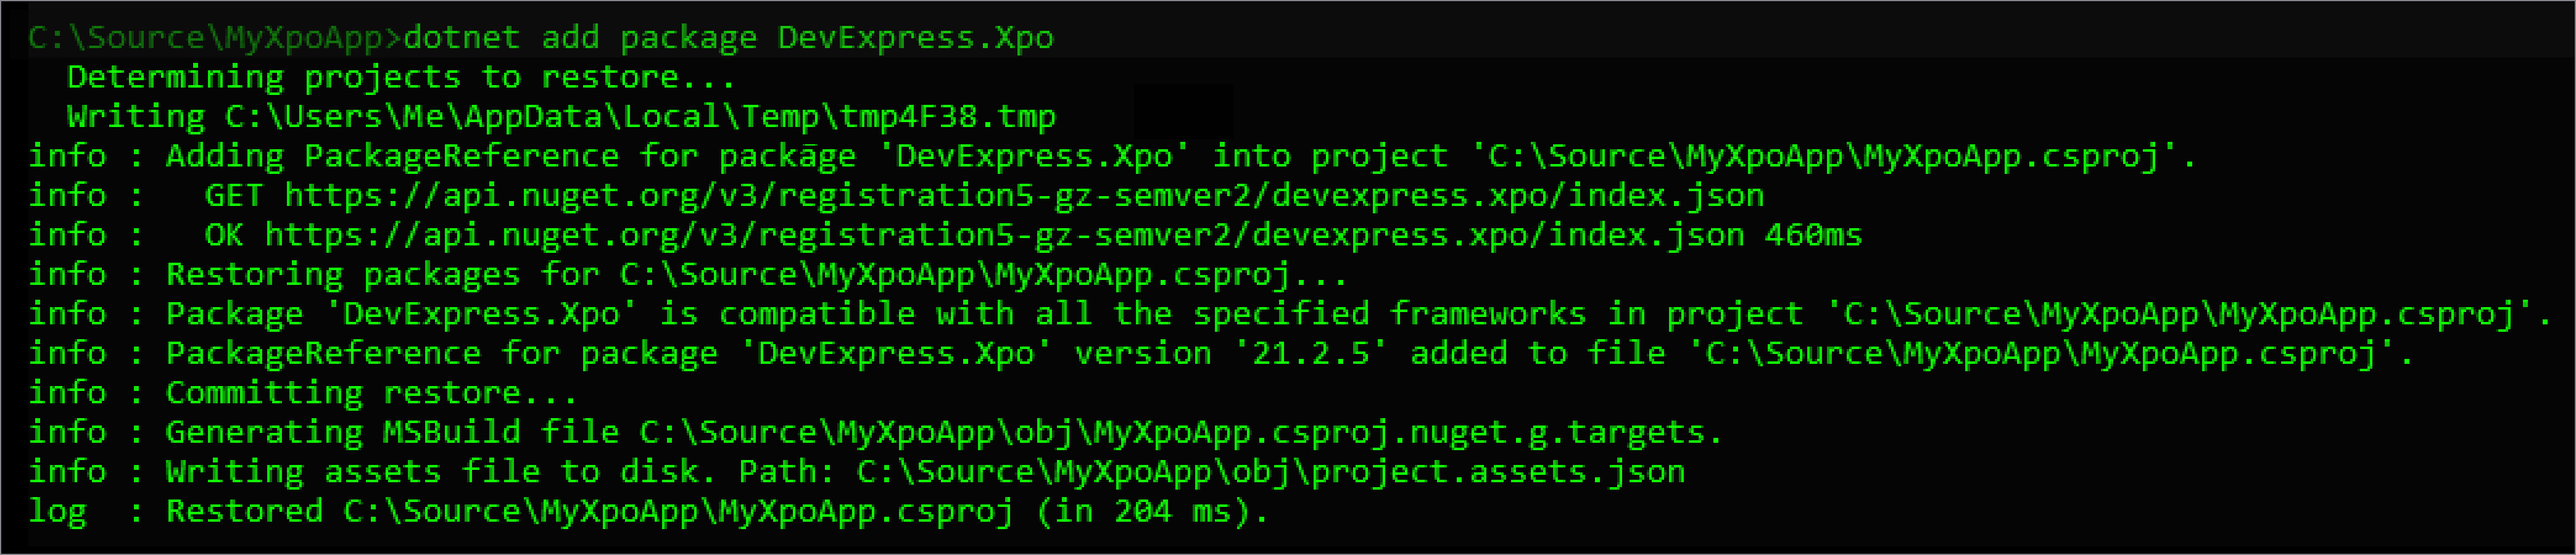 C:\Source\MyXpoApp>dotnet add package DevExpress.Xpo
  Determining projects to restore...
  Writing C:\Users\Me\AppData\Local\Temp\tmp4F38.tmp
info : Adding PackageReference for package 'DevExpress.Xpo' into project 'C:\Source\MyXpoApp\MyXpoApp.csproj'.
info :   GET https://api.nuget.org/v3/registration5-gz-semver2/devexpress.xpo/index.json
info :   OK https://api.nuget.org/v3/registration5-gz-semver2/devexpress.xpo/index.json 460ms
info : Restoring packages for C:\Source\MyXpoApp\MyXpoApp.csproj...
info : Package 'DevExpress.Xpo' is compatible with all the specified frameworks in project 'C:\Source\MyXpoApp\MyXpoApp.csproj'.
info : PackageReference for package 'DevExpress.Xpo' version '21.2.5' added to file 'C:\Source\MyXpoApp\MyXpoApp.csproj'.
info : Committing restore...
info : Generating MSBuild file C:\Source\MyXpoApp\obj\MyXpoApp.csproj.nuget.g.targets.
info : Writing assets file to disk. Path: C:\Source\MyXpoApp\obj\project.assets.json
log  : Restored C:\Source\MyXpoApp\MyXpoApp.csproj (in 204 ms).